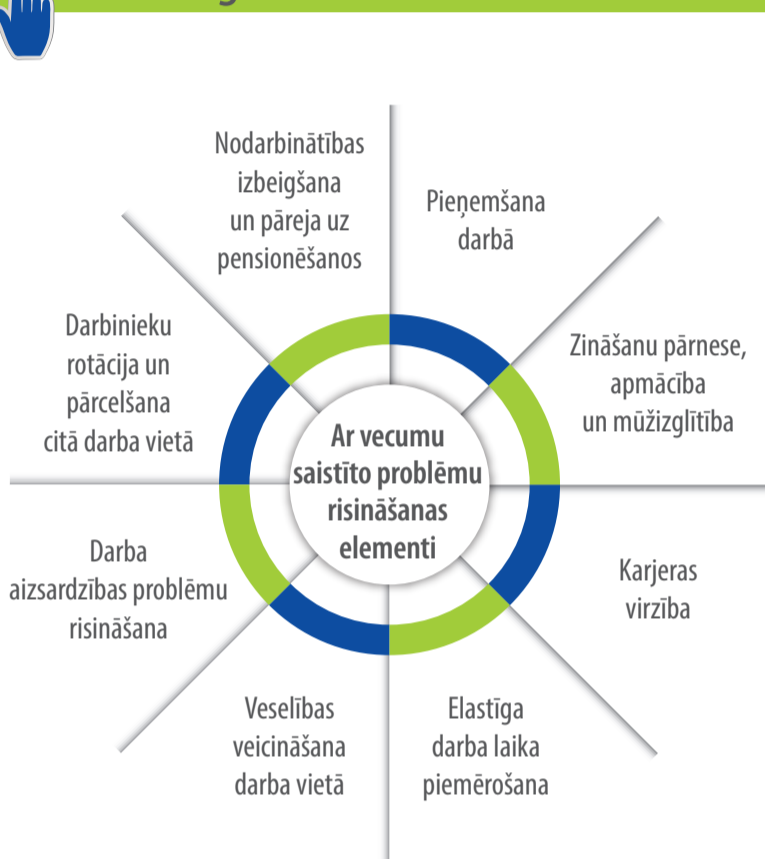 Nodarbinātības
izbeigšana
un pāreja uz
pensionēšanos
Pieņemšana
darbā
Zināšanu pārnese,
apmācība
un mūžizglītība
Karjeras
virzība
Elastīga
darba laika
piemērošana
Veselības
veicināšana
darba vietā
Darba
aizsardzības problēmu
risināšana
Darbinieku
rotācija un
pārcelšana
citā darba vietā
Ar vecumu
saistīto problēmu
risināšanas
elementi